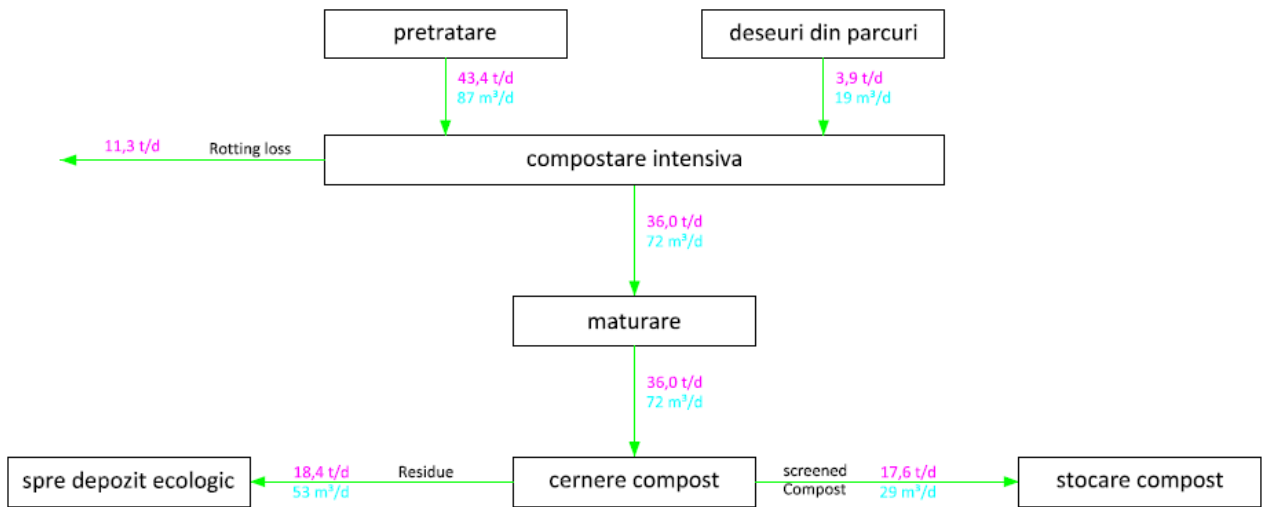 pretratare
deseuri din parcuri
43,4 t/d
87 m³/d
3,9 t/d
19 m³/d
11,3 t/d
Rotting loss
compostare intensiva
36,0 t/d
72 m³/d
maturare
36,0 t/d
72 m³/d
spre depozit ecologic
18,4 t/d
53 m³/d
Residue
cernere compost
screened
Compost
17,6 t/d
29 m³/d
stocare compost